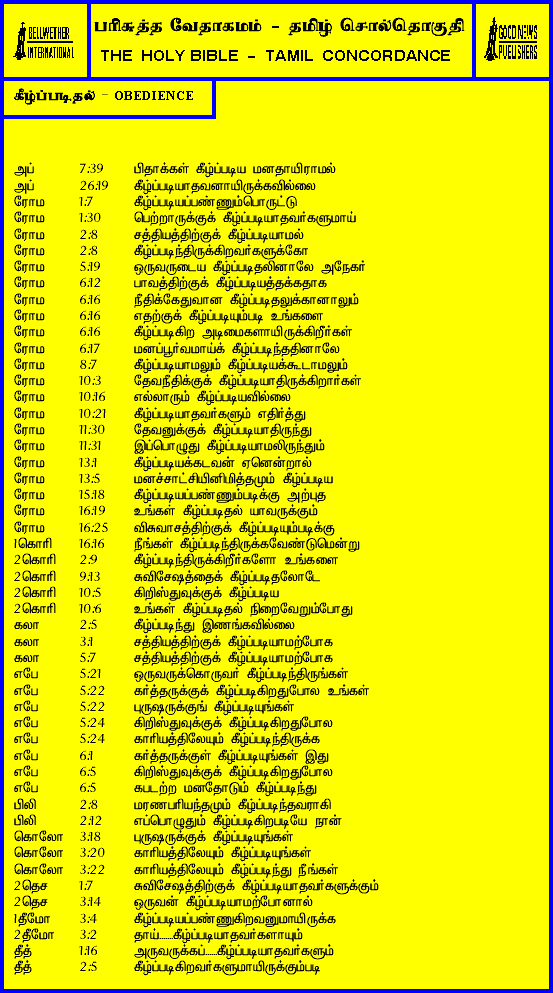 BELLWETHER INTERNATIONAL
பரிசுத்த வேதாகமம் - தமிழ் சொல்தொகுதி
THE HOLY BIBLE - TAMIL CONCORDANCE
GOOD NEWS PUBLISHERS
கீழ்ப்படிதல் - OBEDIENCE
அப் 7:39 பிதாக்கள் கீழ்ப்படிய மனதாயிராமல்
அப் 26:19 கீழ்ப்படியாதவனாயிருக்கவில்லை
ரோம 1:7 கீழ்ப்படியப்பண்ணும்பொருட்டு
ரோம 1:30 பெற்றாருக்குக் கீழ்ப்படியாதவர்களுமாய்
ரோம 2:8 சத்தியத்திற்குக் கீழ்ப்படியாமல்
ரோம 2:8 கீழ்ப்படிந்திருக்கிறவர்களுக்கோ
ரோம 5:19 ஒருவருடைய கீழ்ப்படிதலினாலே அநேகர்
ரோம 6:12 பாவத்திற்குக் கீழ்ப்படியத்தக்கதாக
ரோம 6:16 நீதிக்கேதுவான கீழ்ப்படிதலுக்கானாலும்
ரோம 6:16 எதற்குக் கீழ்ப்படியும்படி உங்களை
ரோம 6:16 கீழ்ப்படிகிற அடிமைகளாயிருக்கிறீர்கள்
ரோம 6:17 மனப்பூர்வமாய்க் கீழ்ப்படிந்ததினாலே
ரோம 8:7 கீழ்ப்படியாமலும் கீழ்ப்படியக்கூடாமலும்
ரோம 10:3 தேவநீதிக்குக் கீழ்ப்படியாதிருக்கிறார்கள்
ரோம 10:16 எல்லாரும் கீழ்ப்படியவில்லை
ரோம 10:21 கீழ்ப்படியாதவர்களும் எதிர்த்து
ரோம 11:30 தேவனுக்குக் கீழ்ப்படியாதிருந்து
ரோம 11:31 இப்பொழுது கீழ்ப்படியாமலிருந்தும்
ரோம 13:1 கீழ்ப்படியக்கடவன் ஏனென்றால்
ரோம 13:5 மனச்சாட்சியினிமித்தமும் கீழ்ப்படிய
ரோம 15:18 கீழ்ப்படியப்பண்ணும்படிக்கு அற்புத
ரோம 16:19 உங்கள் கீழ்ப்படிதல் யாவருக்கும்
ரோம 16:25 விசுவாசத்திற்குக் கீழ்ப்படியும்படிக்கு
1கொரி 16:16 நீங்கள் கீழ்ப்படிந்திருக்கவேண்டுமென்று
2கொரி 2:9 கீழ்ப்படிந்திருக்கிறீர்களோ உங்களை
2கொரி 9:13 சுவிசேஷத்தைக் கீழ்ப்படிதலோடே
2கொரி 10:5 கிறிஸ்துவுக்குக் கீழ்ப்படிய
2கொரி 10:6 உங்கள் கீழ்ப்படிதல் நிறைவேறும்போது
கலா 2:5 கீழ்ப்படிந்து இணங்கவில்லை
கலா 3:1 சத்தியத்திற்குக் கீழ்ப்படியாமற்போக
கலா 5:7 சத்தியத்திற்குக் கீழ்ப்படியாமற்போக
எபே 5:21 ஒருவருக்கொருவர் கீழ்ப்படிந்திருங்கள்
எபே 5:22 கர்த்தருக்குக் கீழ்ப்படிகிறதுபோல உங்கள்
எபே 5:22 புருஷருக்குங் கீழ்ப்படியுங்கள்
எபே 5:24 கிறிஸ்துவுக்குக் கீழ்ப்படிகிறதுபோல
எபே 5:24 காரியத்திலேயும் கீழ்ப்படிந்திருக்க
எபே 6:1 கர்த்தருக்குள் கீழ்ப்படியுங்கள் இது
எபே 6:5 கிறிஸ்துவுக்குக் கீழ்ப்படிகிறதுபோல
எபே 6:5 கபடற்ற மனதோடும் கீழ்ப்படிந்து
பிலி 2:8 மரணபரியந்தமும் கீழ்ப்படிந்தவராகி
பிலி 2:12 எப்பொழுதும் கீழ்ப்படிகிறபடியே நான்
கொலோ 3:18 புருஷருக்குக் கீழ்ப்படியுங்கள்
கொலோ 3:20 காரியத்திலேயும் கீழ்ப்படியுங்கள்
கொலோ 3:22 காரியத்திலேயும் கீழ்ப்படிந்து நீங்கள்
2தெச 1:7 சுவிசேஷத்திற்குக் கீழ்ப்படியாதவர்களுக்கும்
2தெச 3:14 ஒருவன் கீழ்ப்படியாமற்போனால்
1தீமோ 3:4 கீழ்ப்படியப்பண்ணுகிறவனுமாயிருக்க
2தீமோ 3:2 தாய்......கீழ்ப்படியாதவர்களாயும்
தீத் 1:16 அருவருக்கப்.....கீழ்ப்படியாதவர்களும்
தீத் 2:5 கீழ்ப்படிகிறவர்களுமாயிருக்கும்படி